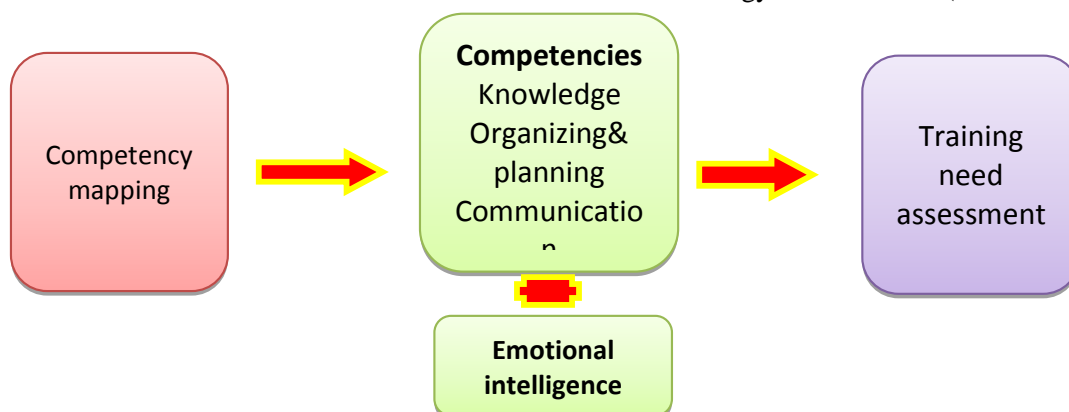 Competency
mapping
Competencies
Knowledge
Organizing&
planning
Communicatio
n
Training
need
assessment
Emotional
intelligence